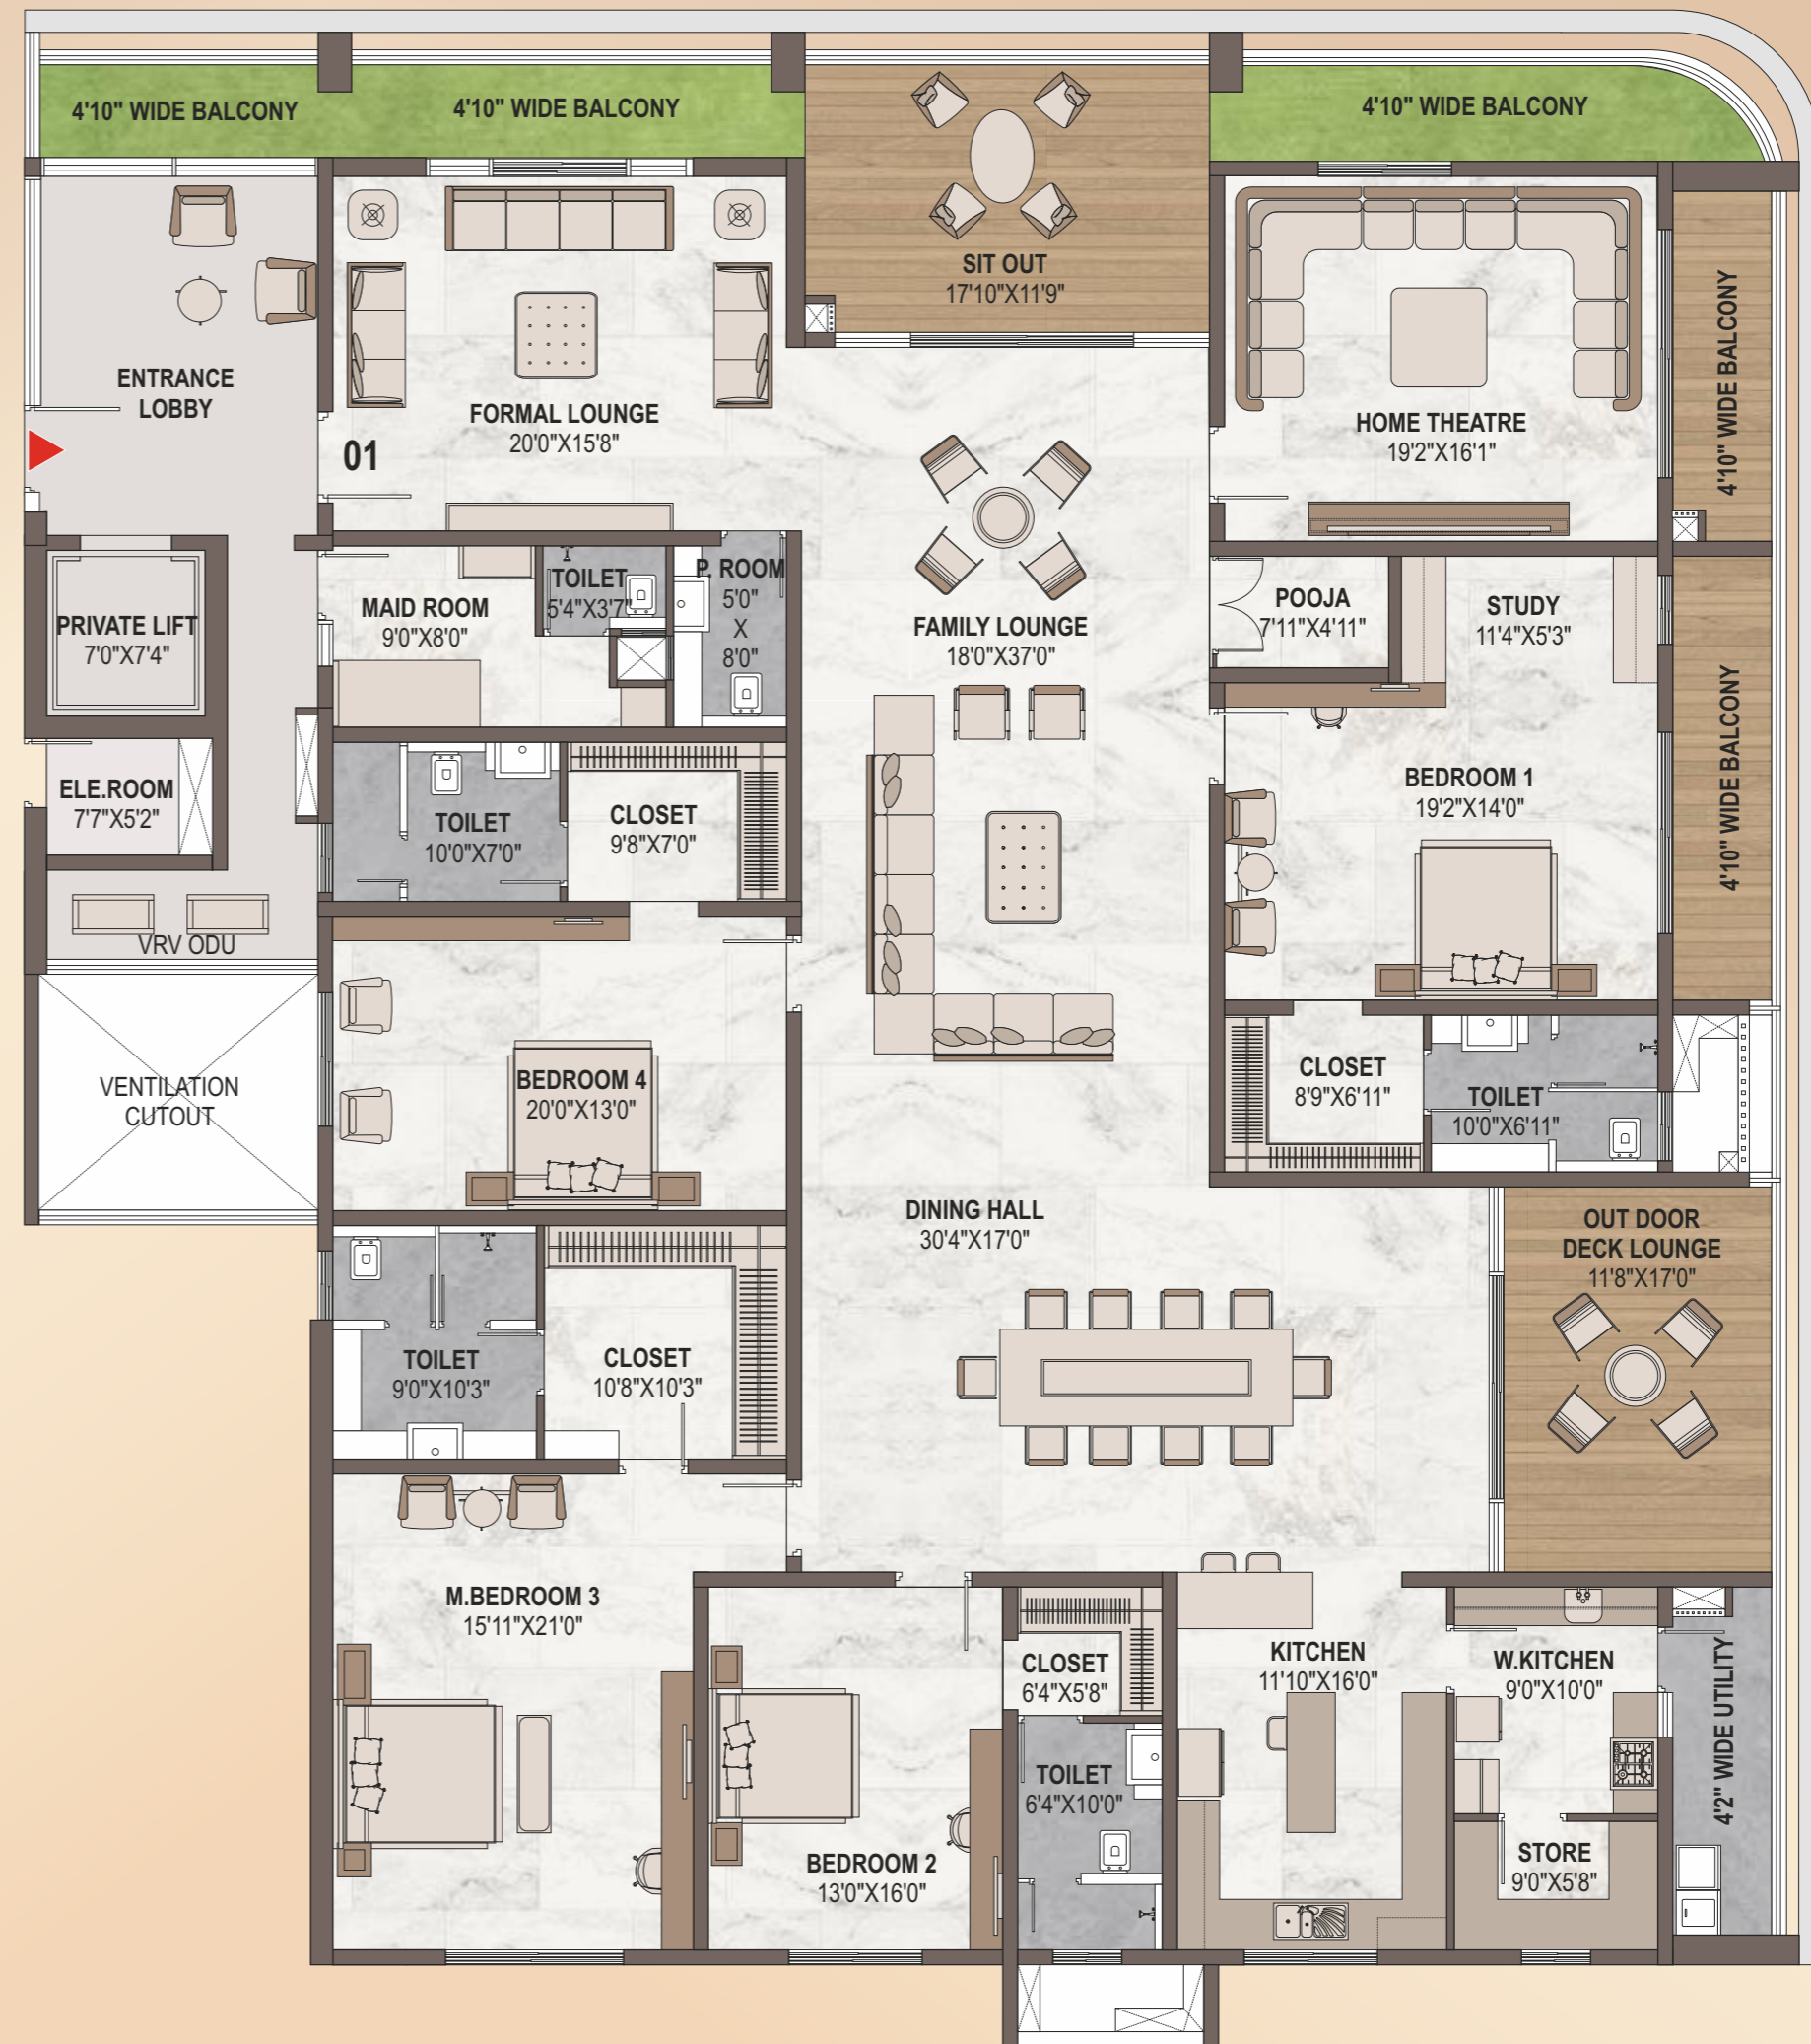 4'10" WIDE BALCONY
4'10" WIDE BALCONY
4'10" WIDE BALCONY
SIT OUT
17'10"X11'9"
ENTRANCE
LOBBY
FORMAL LOUNGE
20'0"X15'8"
01
HOME THEATRE
19'2"X16'1"
4'10" WIDE BALCONY
PRIVATE LIFT
7'0"X7'4"
MAID ROOM
9'0"X8'0"
TOILET
5'4"X3'7"
P. ROOM
5'0"
X
8'0"
FAMILY LOUNGE
18'0"X37'0"
POOJA
7'11"X4'11"
STUDY
11'4"X5'3"
ELE.ROOM
7'7"X5'2"
TOILET
10'0"X7'0"
CLOSET
9'8"X7'0"
BEDROOM 1
19'2"X14'0"
4'10" WIDE BALCONY
VRV ODU
VENTILATION
CUTOUT
BEDROOM 4
20'0"X13'0"
CLOSET
8'9"X6'11"
TOILET
10'0"X6'11"
DINING HALL
30'4"X17'0"
OUT DOOR
DECK LOUNGE
11'8"X17'0"
TOILET
9'0"X10'3"
CLOSET
10'8"X10'3"
M.BEDROOM 3
15'11"X21'0"
BEDROOM 2
13'0"X16'0"
CLOSET
6'4"X5'8"
TOILET
6'4"X10'0"
KITCHEN
11'10"X16'0"
W.KITCHEN
9'0"X10'0"
STORE
9'0"X5'8"
4'2" WIDE UTILITY